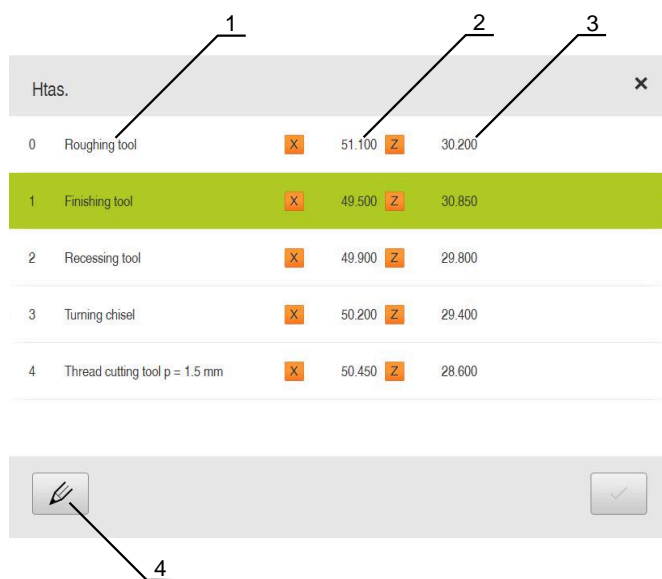 1 2 3
Htas. ×
0 Roughing tool X 51.100 Z 30.200
1 Finishing tool X 49.500 Z 30.850
2 Recessing tool X 49.900 Z 29.800
3 Turning chisel X 50.200 Z 29.400
4 Thread cutting tool p = 1.5 mm X 50.450 Z 28.600
4